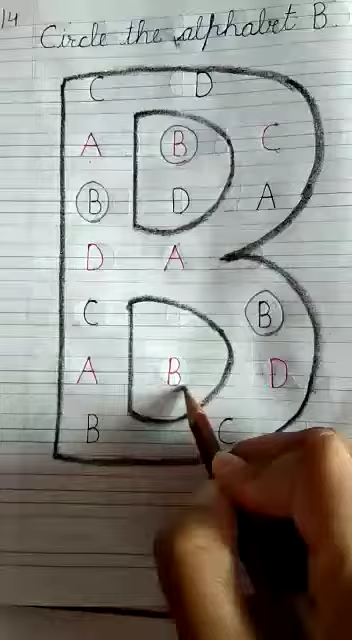 14
Circle the alphabet B.
C D
A B C
B D A
D A
C B
A B D
B C